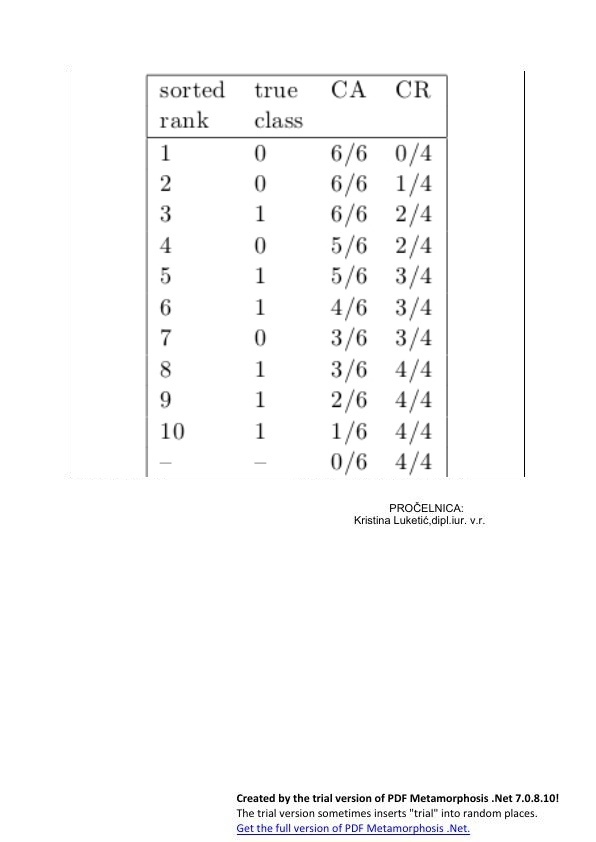 sorted true CA CR
rank class
1 0 6/6 0/4
2 0 6/6 1/4
3 1 6/6 2/4
4 0 5/6 2/4
5 1 5/6 3/4
6 1 4/6 3/4
7 0 3/6 3/4
8 1 3/6 4/4
9 1 2/6 4/4
10 1 1/6 4/4
– – 0/6 4/4
PROČELNICA:
Kristina Luketić,dipl.iur. v.r.
Created by the trial version of PDF Metamorphosis .Net 7.0.8.10!
The trial version sometimes inserts "trial" into random places.
Get the full version of PDF Metamorphosis .Net.